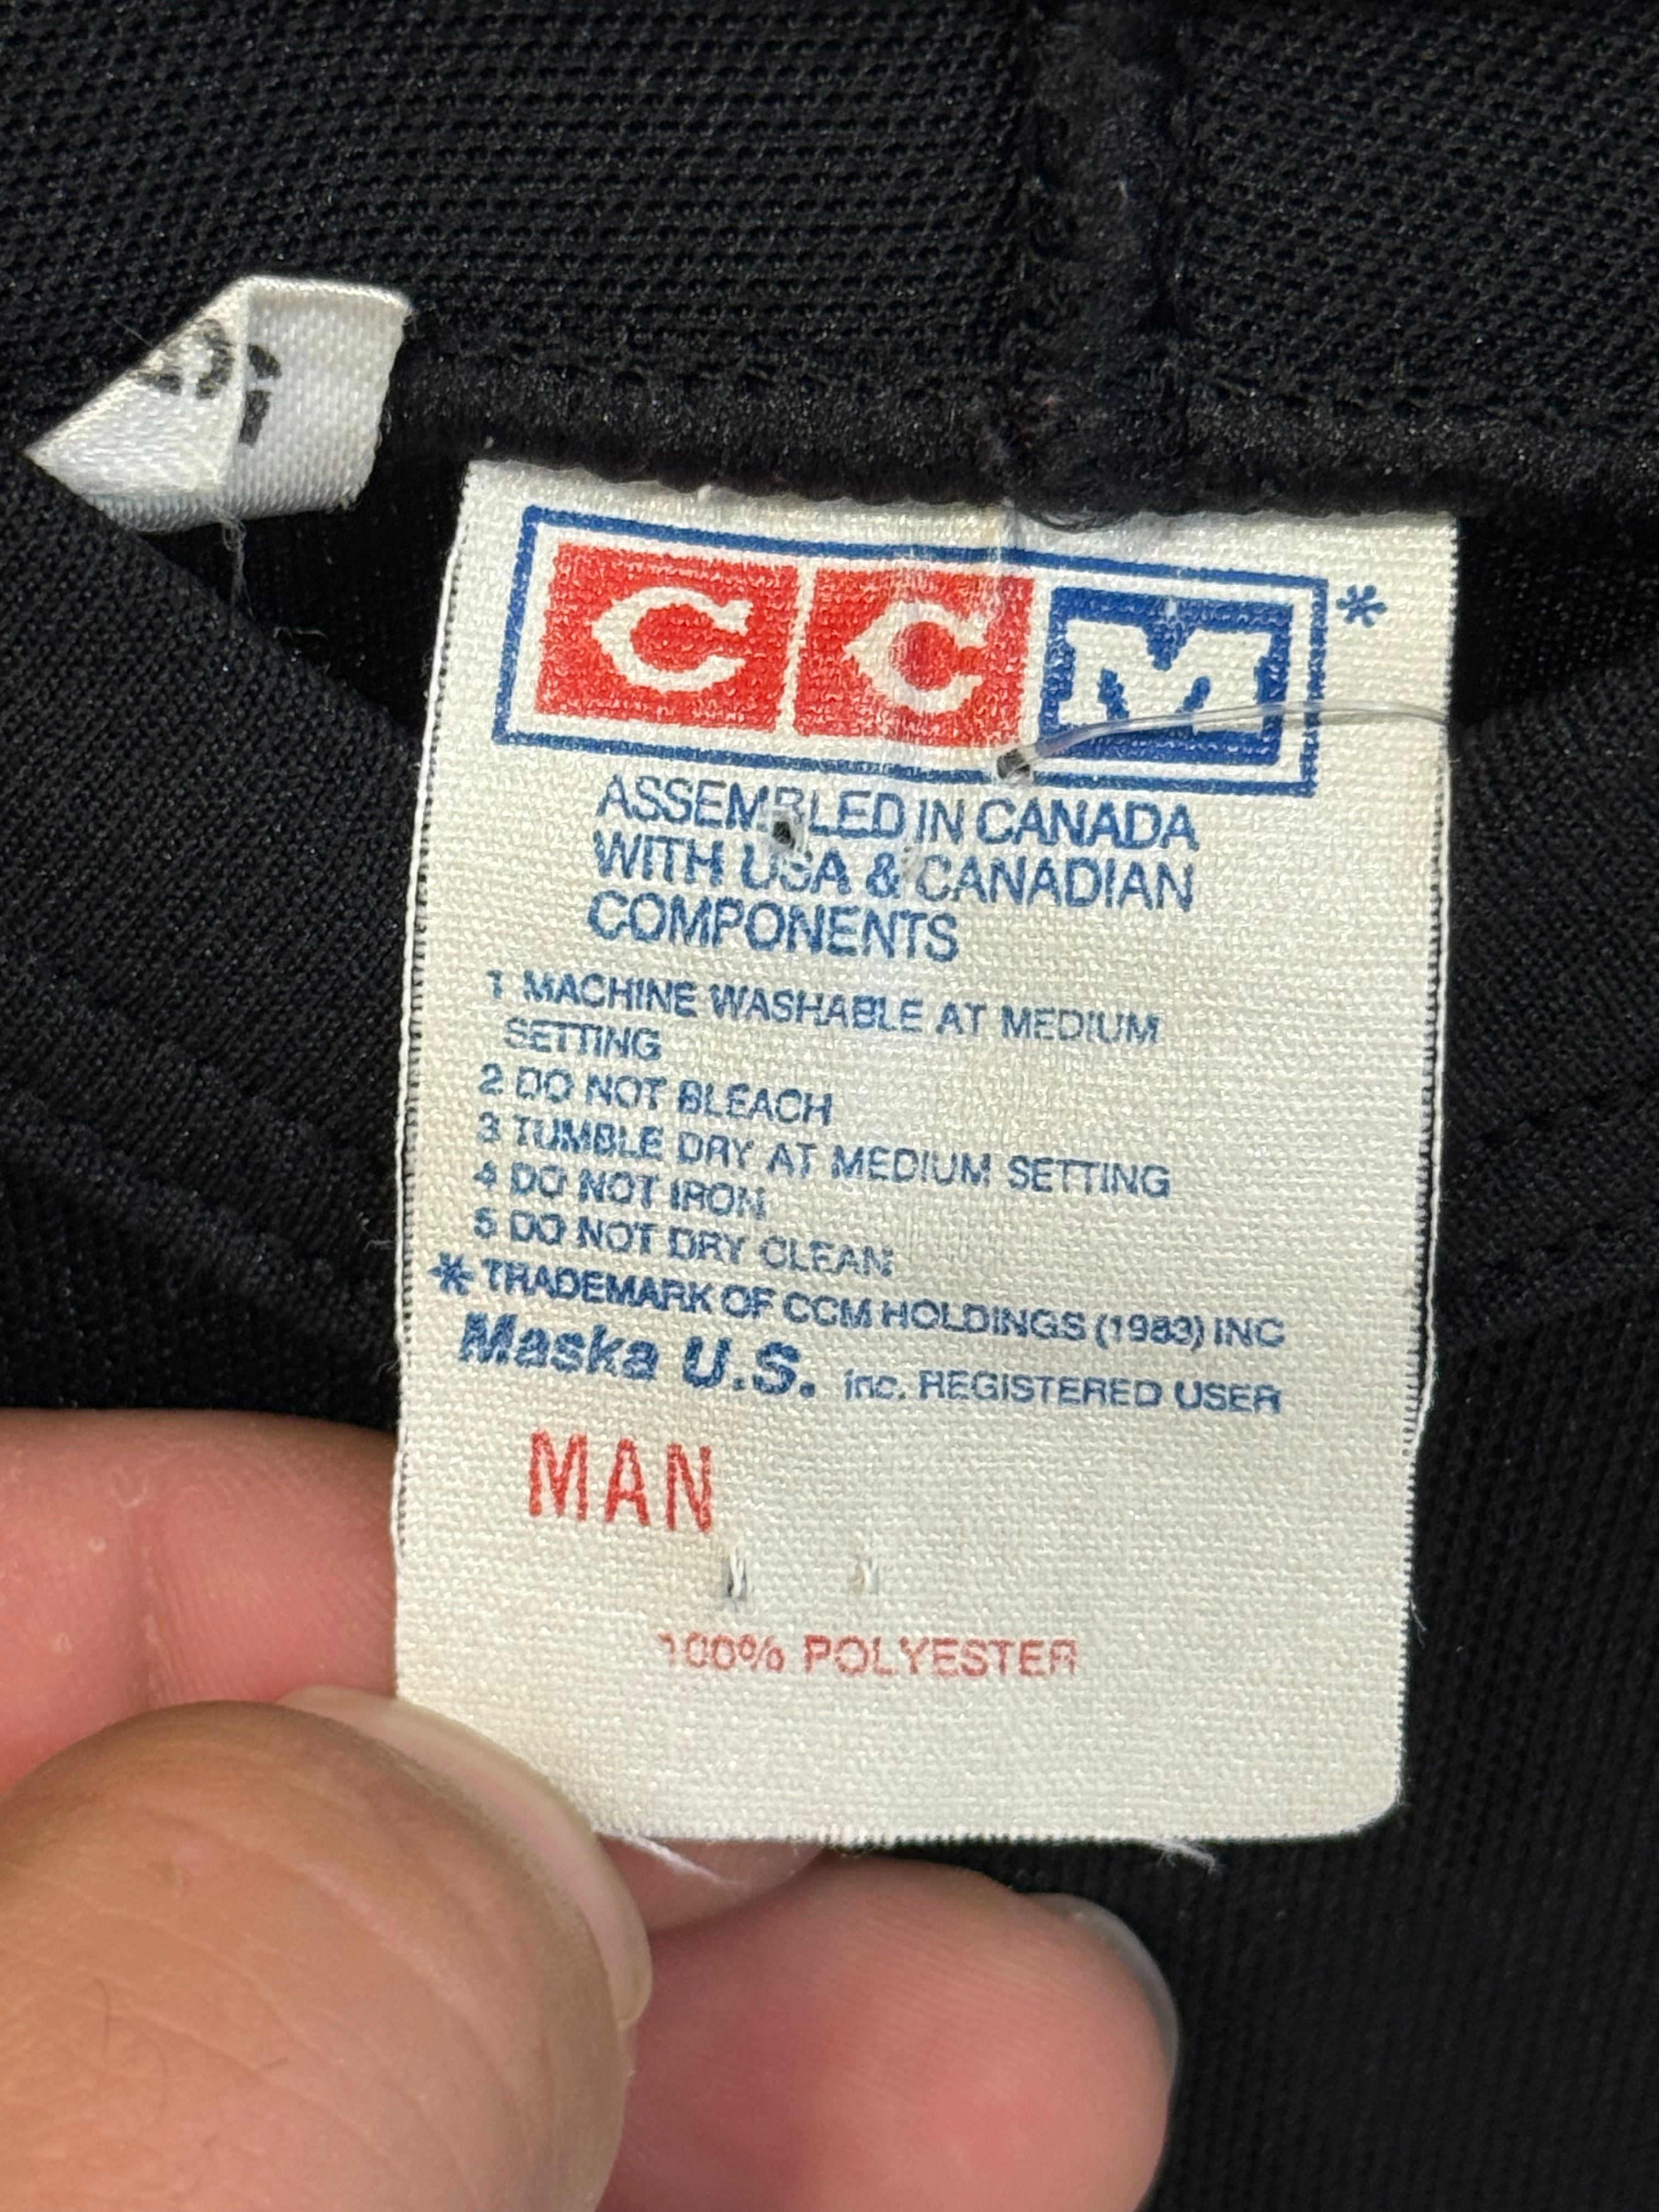 CCM*
ASSEMBLED IN CANADA
WITH USA & CANADIAN
COMPONENTS
1 MACHINE WASHABLE AT MEDIUM
SETTING
2 DO NOT BLEACH
3 TUMBLE DRY AT MEDIUM SETTING
4 DO NOT IRON
5 DO NOT DRY CLEAN
* TRADEMARK OF CCM HOLDINGS (1983) INC
Maska U.S. inc. REGISTERED USER
MAN
100% POLYESTER